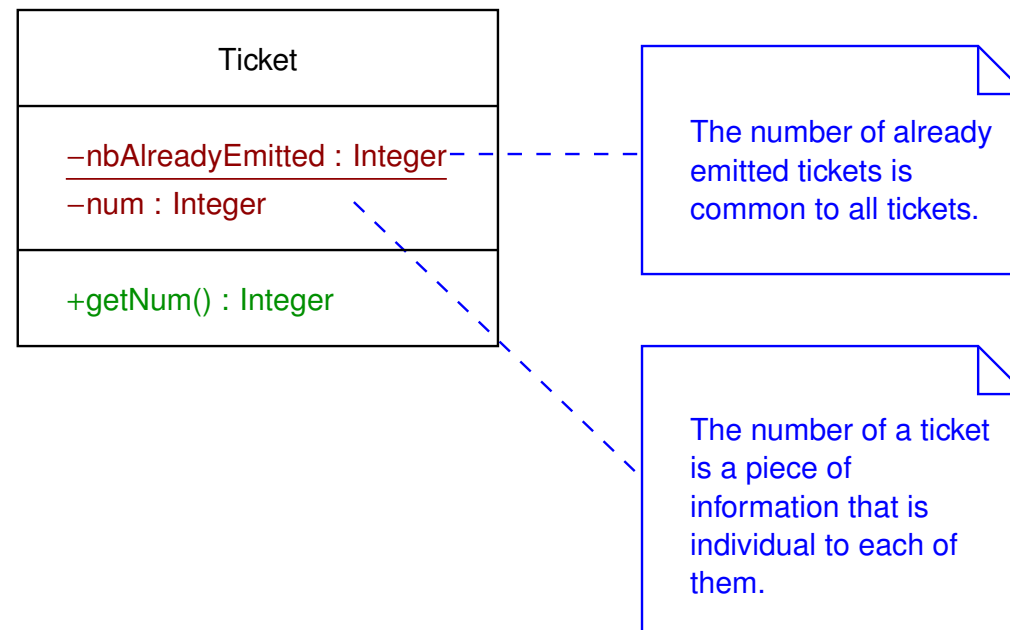 Ticket
−nbAlreadyEmitted : Integer
−num : Integer
+getNum() : Integer
The number of already
emitted tickets is
common to all tickets.
The number of a ticket
is a piece of
information that is
individual to each of
them.